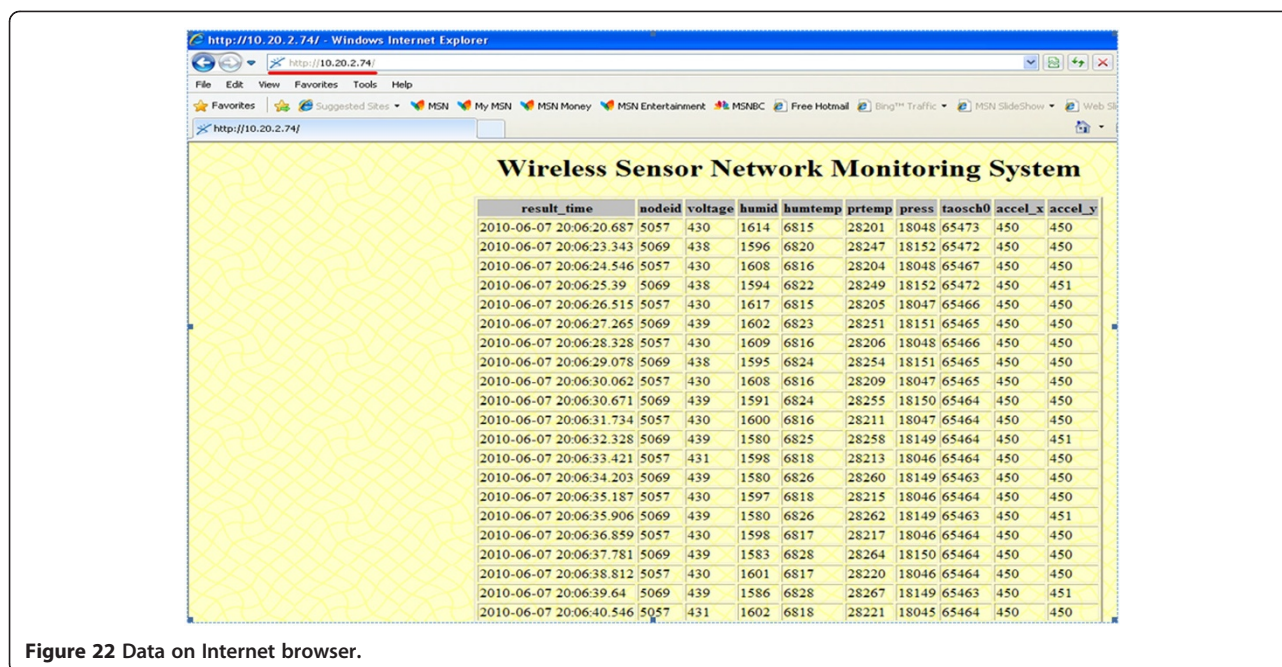 http://10.20.2.74/ - Windows Internet Explorer
http://10.20.2.74/
File Edit View Favorites Tools Help
Favorites Suggested Sites MSN My MSN MSN Money MSN Entertainment MSNBC Free Hotmail Bing™ Traffic MSN SlideShow Web Sl
http://10.20.2.74/
Wireless Sensor Network Monitoring System
result_time nodeid voltage humid humtemp prtemp press taosch0 accel_x accel_y
2010-06-07 20:06:20.687 5057 430 1614 6815 28201 18048 65473 450 450
2010-06-07 20:06:23.343 5069 438 1596 6820 28247 18152 65472 450 450
2010-06-07 20:06:24.546 5057 430 1608 6816 28204 18048 65467 450 450
2010-06-07 20:06:25.39 5069 438 1594 6822 28249 18152 65472 450 451
2010-06-07 20:06:26.515 5057 430 1617 6815 28205 18047 65466 450 450
2010-06-07 20:06:27.265 5069 439 1602 6823 28251 18151 65465 450 450
2010-06-07 20:06:28.328 5057 430 1609 6816 28206 18048 65466 450 450
2010-06-07 20:06:29.078 5069 438 1595 6824 28254 18151 65465 450 450
2010-06-07 20:06:30.062 5057 430 1608 6816 28209 18047 65465 450 450
2010-06-07 20:06:30.671 5069 439 1591 6824 28255 18150 65464 450 450
2010-06-07 20:06:31.734 5057 430 1600 6816 28211 18047 65464 450 450
2010-06-07 20:06:32.328 5069 439 1580 6825 28258 18149 65464 450 451
2010-06-07 20:06:33.421 5057 431 1598 6818 28213 18046 65464 450 450
2010-06-07 20:06:34.203 5069 439 1580 6826 28260 18149 65463 450 450
2010-06-07 20:06:35.187 5057 430 1597 6818 28215 18046 65464 450 450
2010-06-07 20:06:35.906 5069 439 1580 6826 28262 18149 65463 450 451
2010-06-07 20:06:36.859 5057 430 1598 6817 28217 18046 65464 450 450
2010-06-07 20:06:37.781 5069 439 1583 6828 28264 18150 65464 450 450
2010-06-07 20:06:38.812 5057 430 1601 6817 28220 18046 65464 450 450
2010-06-07 20:06:39.64 5069 439 1586 6828 28267 18149 65463 450 451
2010-06-07 20:06:40.546 5057 431 1602 6818 28221 18045 65464 450 450
Figure 22 Data on Internet browser.